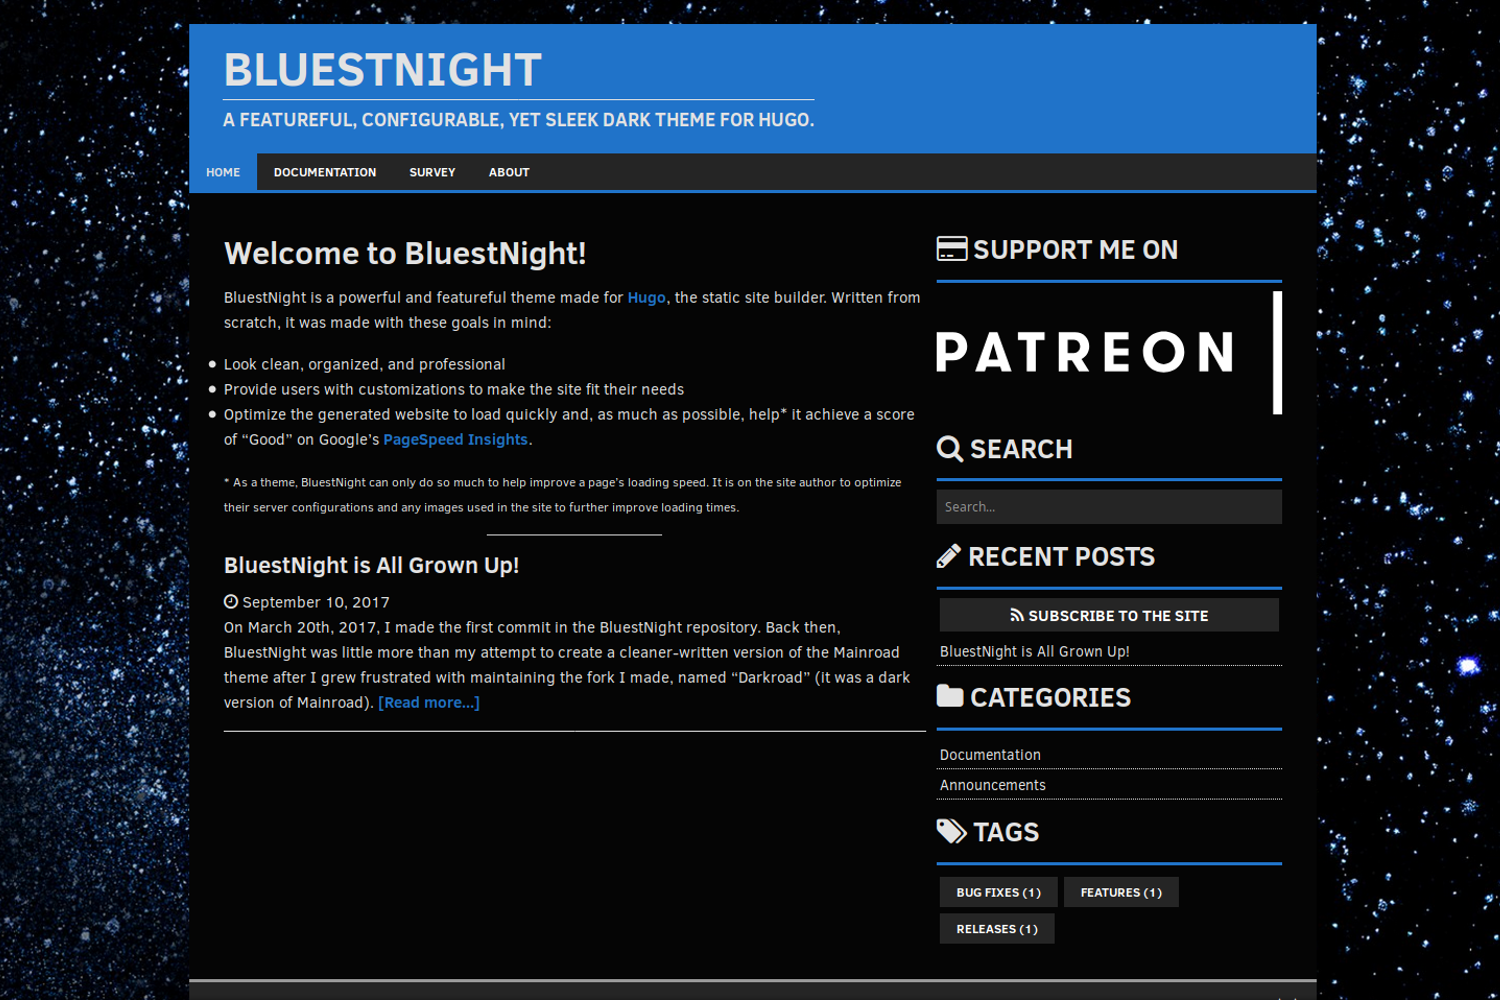 BLUESTNIGHT
A FEATUREFUL, CONFIGURABLE, YET SLEEK DARK THEME FOR HUGO.
HOME
DOCUMENTATION
SURVEY
ABOUT
Welcome to BluestNight!
BluestNight is a powerful and featureful theme made for Hugo, the static site builder. Written from
scratch, it was made with these goals in mind:
Look clean, organized, and professional
Provide users with customizations to make the site fit their needs
Optimize the generated website to load quickly and, as much as possible, help* it achieve a score
of “Good” on Google's PageSpeed Insights.
* As a theme, BluestNight can only do so much to help improve a page's loading speed. It is on the site author to optimize
their server configurations and any images used in the site to further improve loading times.
BluestNight is All Grown Up!
September 10, 2017
On March 20th, 2017, I made the first commit in the BluestNight repository. Back then,
BluestNight was little more than my attempt to create a cleaner-written version of the Mainroad
theme after I grew frustrated with maintaining the fork I made, named “Darkroad” (it was a dark
version of Mainroad). [Read more...]
SUPPORT ME ON
PATREON
SEARCH
Search...
RECENT POSTS
SUBSCRIBE TO THE SITE
BluestNight is All Grown Up!
CATEGORIES
Documentation
Announcements
TAGS
BUG FIXES (1)
FEATURES (1)
RELEASES (1)